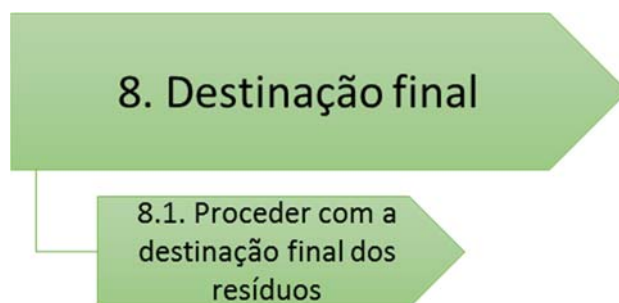 8. Destinação final
8.1. Proceder com a
destinação final dos
resíduos